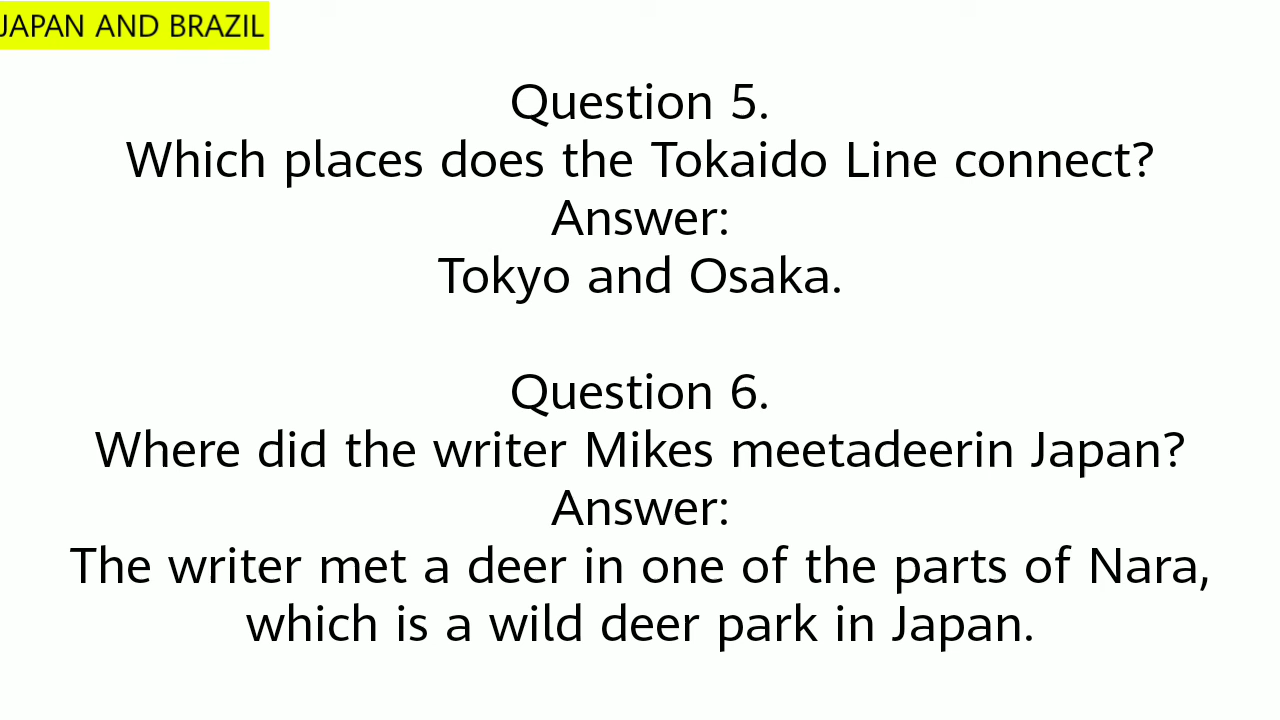 JAPAN AND BRAZIL
Question 5.
Which places does the Tokaido Line connect?
Answer:
Tokyo and Osaka.
Question 6.
Where did the writer Mikes meetadeerin Japan?
Answer:
The writer met a deer in one of the parts of Nara,
which is a wild deer park in Japan.